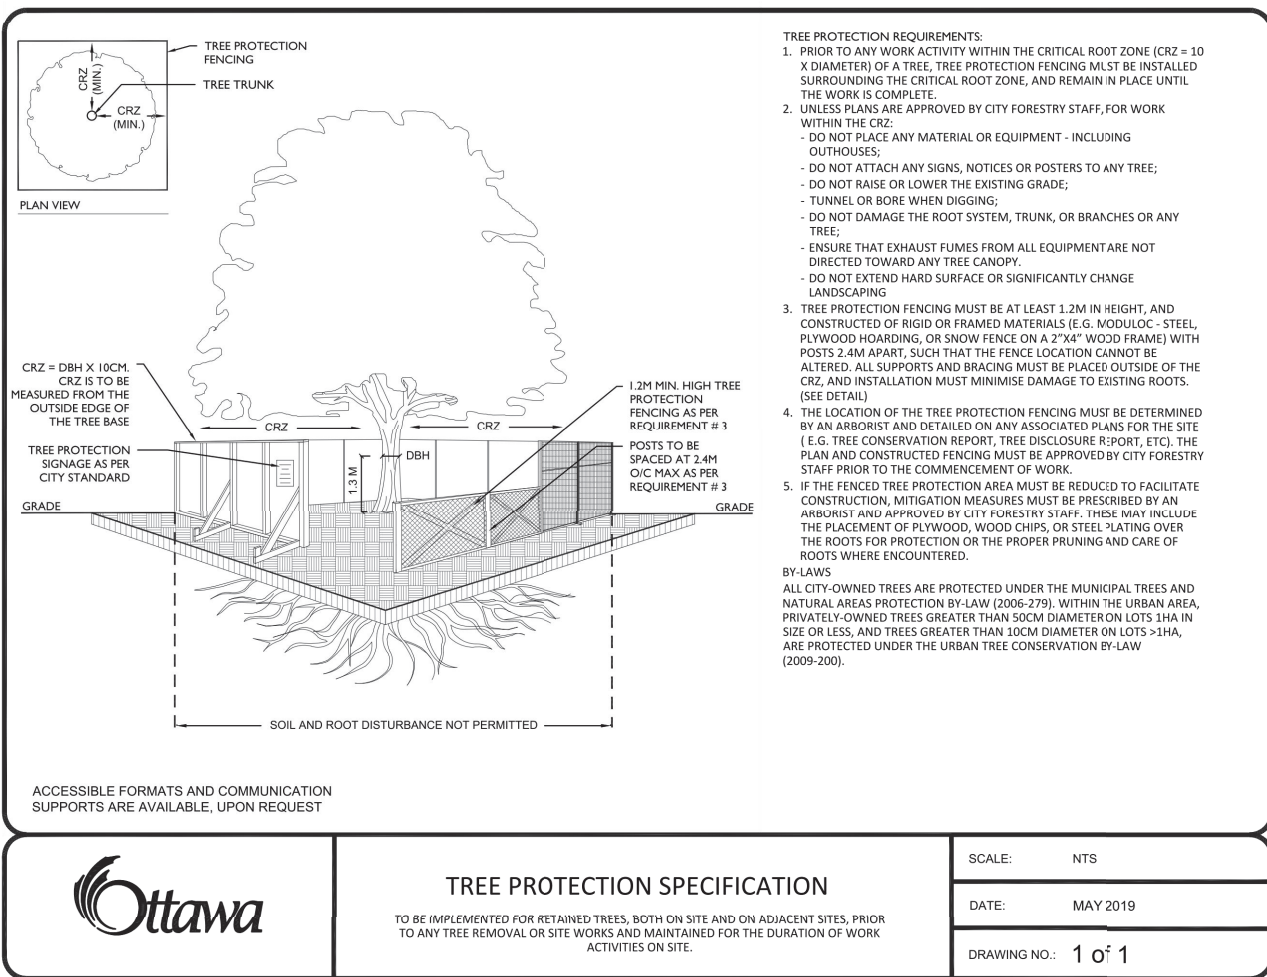 TREE PROTECTION
FENCING
TREE TRUNK
CRZ
(MIN.)
CRZ
(MIN.)
PLAN VIEW
CRZ = DBH X 10CM.
CRZ IS TO BE
MEASURED FROM THE
OUTSIDE EDGE OF
THE TREE BASE
TREE PROTECTION
SIGNAGE AS PER
CITY STANDARD
GRADE
CRZ
CRZ
DBH
1.3 M
1.2M MIN. HIGH TREE
PROTECTION
FENCING AS PER
REQUIREMENT # 3
POSTS TO BE
SPACED AT 2.4M
O/C MAX AS PER
REQUIREMENT # 3
GRADE
SOIL AND ROOT DISTURBANCE NOT PERMITTED
TREE PROTECTION REQUIREMENTS:
1. PRIOR TO ANY WORK ACTIVITY WITHIN THE CRITICAL ROOT ZONE (CRZ = 10
X DIAMETER) OF A TREE, TREE PROTECTION FENCING MUST BE INSTALLED
SURROUNDING THE CRITICAL ROOT ZONE, AND REMAIN IN PLACE UNTIL
THE WORK IS COMPLETE.
2. UNLESS PLANS ARE APPROVED BY CITY FORESTRY STAFF, FOR WORK
WITHIN THE CRZ:
- DO NOT PLACE ANY MATERIAL OR EQUIPMENT - INCLUDING
OUTHOUSES;
- DO NOT ATTACH ANY SIGNS, NOTICES OR POSTERS TO ANY TREE;
- DO NOT RAISE OR LOWER THE EXISTING GRADE;
- TUNNEL OR BORE WHEN DIGGING;
- DO NOT DAMAGE THE ROOT SYSTEM, TRUNK, OR BRANCHES OR ANY
TREE;
- ENSURE THAT EXHAUST FUMES FROM ALL EQUIPMENT ARE NOT
DIRECTED TOWARD ANY TREE CANOPY.
- DO NOT EXTEND HARD SURFACE OR SIGNIFICANTLY CHANGE
LANDSCAPING
3. TREE PROTECTION FENCING MUST BE AT LEAST 1.2M IN HEIGHT, AND
CONSTRUCTED OF RIGID OR FRAMED MATERIALS (E.G. MODULOC - STEEL,
PLYWOOD HOARDING, OR SNOW FENCE ON A 2"X4" WOOD FRAME) WITH
POSTS 2.4M APART, SUCH THAT THE FENCE LOCATION CANNOT BE
ALTERED. ALL SUPPORTS AND BRACING MUST BE PLACED OUTSIDE OF THE
CRZ, AND INSTALLATION MUST MINIMISE DAMAGE TO EXISTING ROOTS.
(SEE DETAIL)
4. THE LOCATION OF THE TREE PROTECTION FENCING MUST BE DETERMINED
BY AN ARBORIST AND DETAILED ON ANY ASSOCIATED PLANS FOR THE SITE
( E.G. TREE CONSERVATION REPORT, TREE DISCLOSURE REPORT, ETC). THE
PLAN AND CONSTRUCTED FENCING MUST BE APPROVED BY CITY FORESTRY
STAFF PRIOR TO THE COMMENCEMENT OF WORK.
5. IF THE FENCED TREE PROTECTION AREA MUST BE REDUCED TO FACILITATE
CONSTRUCTION, MITIGATION MEASURES MUST BE PRESCRIBED BY AN
ARBORIST AND APPROVED BY CITY FORESTRY STAFF. THESE MAY INCLUDE
THE PLACEMENT OF PLYWOOD, WOOD CHIPS, OR STEEL PLATING OVER
THE ROOTS FOR PROTECTION OR THE PROPER PRUNING AND CARE OF
ROOTS WHERE ENCOUNTERED.
BY-LAWS
ALL CITY-OWNED TREES ARE PROTECTED UNDER THE MUNICIPAL TREES AND
NATURAL AREAS PROTECTION BY-LAW (2006-279). WITHIN THE URBAN AREA,
PRIVATELY-OWNED TREES GREATER THAN 50CM DIAMETER ON LOTS 1HA IN
SIZE OR LESS, AND TREES GREATER THAN 10CM DIAMETER ON LOTS >1HA,
ARE PROTECTED UNDER THE URBAN TREE CONSERVATION BY-LAW
(2009-200).
ACCESSIBLE FORMATS AND COMMUNICATION
SUPPORTS ARE AVAILABLE, UPON REQUEST
Ottawa
TREE PROTECTION SPECIFICATION
TO BE IMPLEMENTED FOR RETAINED TREES, BOTH ON SITE AND ON ADJACENT SITES, PRIOR
TO ANY TREE REMOVAL OR SITE WORKS AND MAINTAINED FOR THE DURATION OF WORK
ACTIVITIES ON SITE.
SCALE: NTS
DATE: MAY 2019
DRAWING NO.: 1 of 1